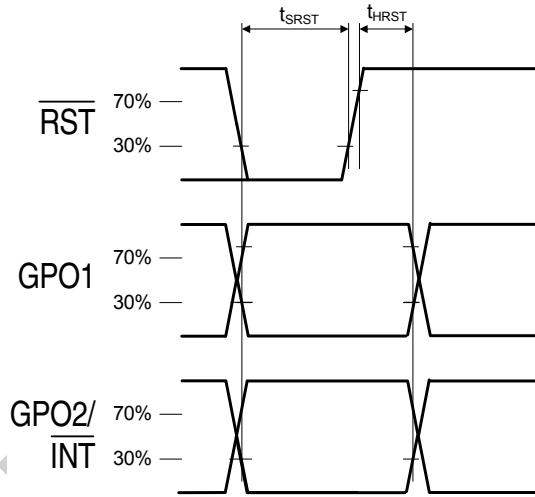 tSRST
tHRST
RST
70%
30%
GPO1
70%
30%
GPO2/
INT
70%
30%